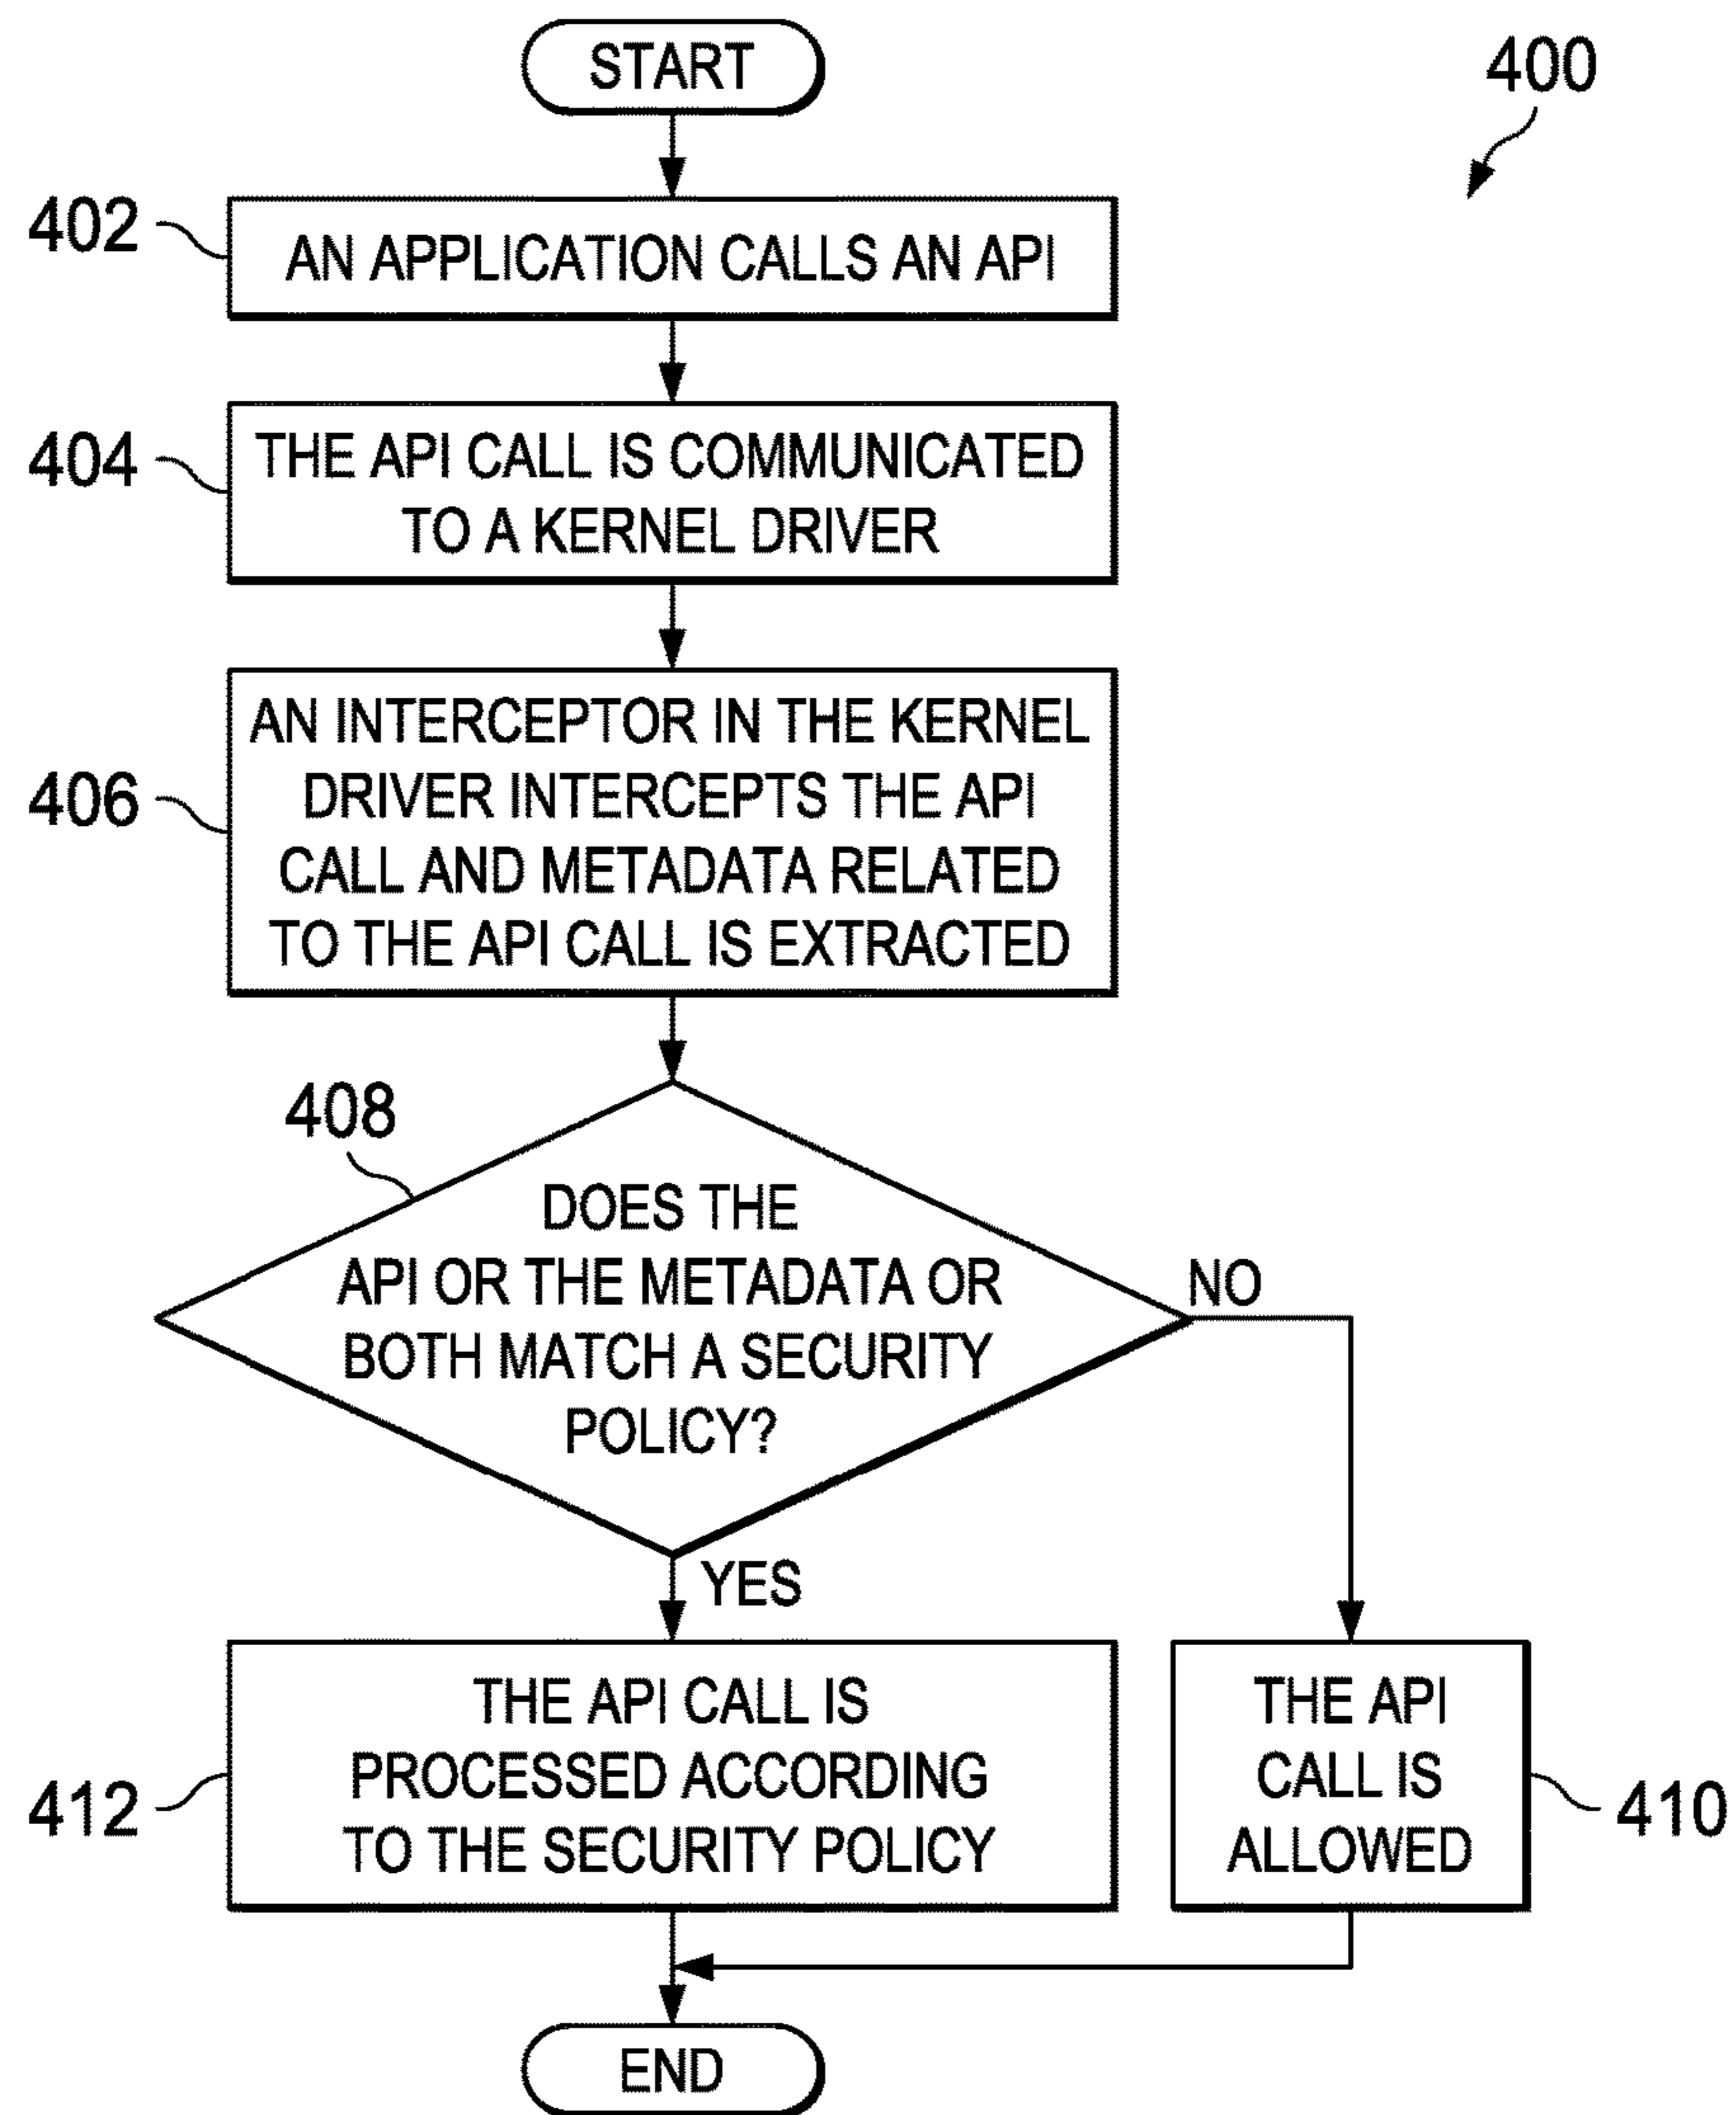 START
400
402
AN APPLICATION CALLS AN API
404
THE API CALL IS COMMUNICATED
TO A KERNEL DRIVER
406
AN INTERCEPTOR IN THE KERNEL
DRIVER INTERCEPTS THE API
CALL AND METADATA RELATED
TO THE API CALL IS EXTRACTED
408
DOES THE
API OR THE METADATA OR
BOTH MATCH A SECURITY
POLICY?
NO
YES
412
THE API CALL IS
PROCESSED ACCORDING
TO THE SECURITY POLICY
THE API
CALL IS
ALLOWED
410
END